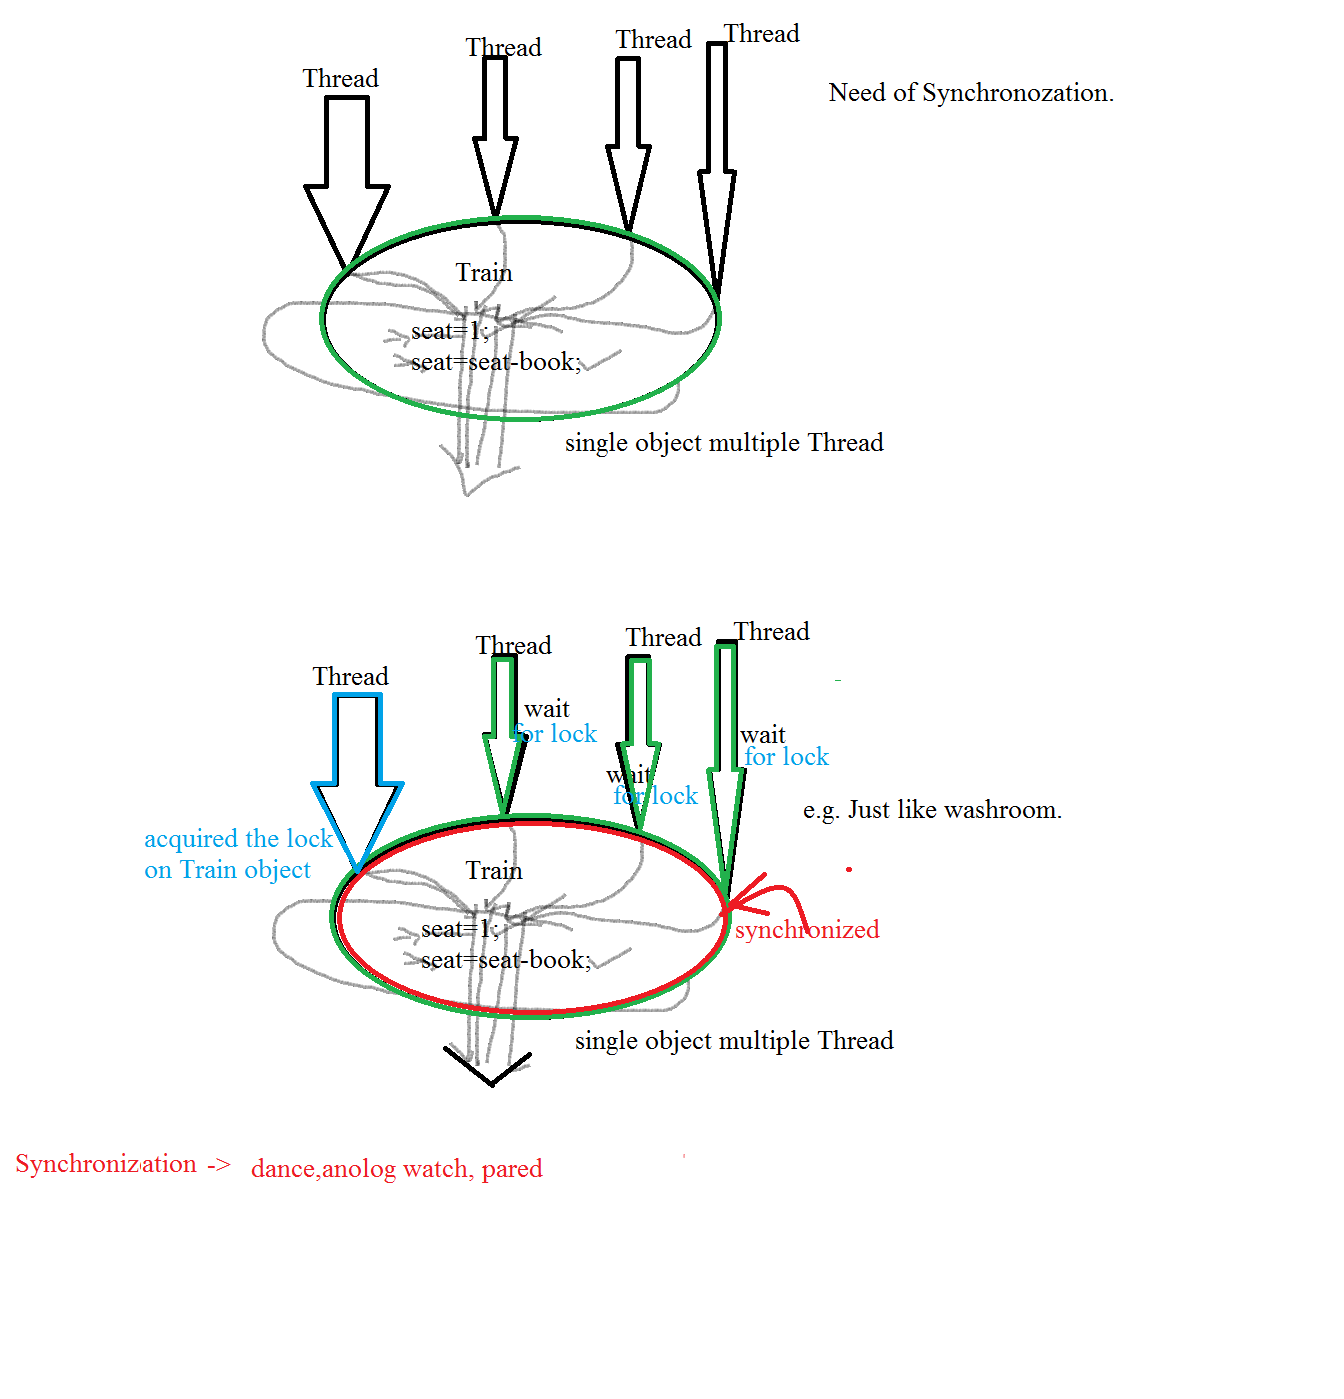 Thread
Thread
Thread
Thread
Need of Synchronozation.
Train
seat=1;
seat=seat-book;
single object multiple Thread
Thread
Thread
Thread
Thread
wait
for lock
wait
for lock
wait
for lock
e.g. Just like washroom.
acquired the lock
on Train object
Train
seat=1;
seat=seat-book;
synchronized
single object multiple Thread
Synchronization -> dance,anolog watch, pared